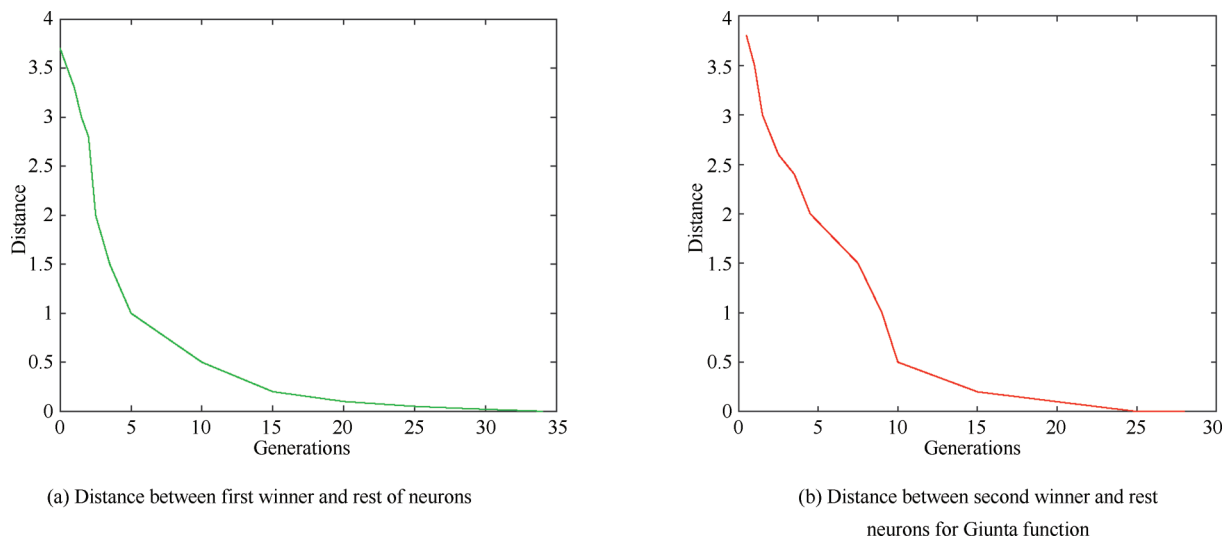 4
3.5
3
2.5
2
1.5
1
0.5
0
Distance
0 5 10 15 20 25 30 35
Generations
(a) Distance between first winner and rest of neurons
4
3.5
3
2.5
2
1.5
1
0.5
0
Distance
0 5 10 15 20 25 30
Generations
(b) Distance between second winner and rest
neurons for Giunta function